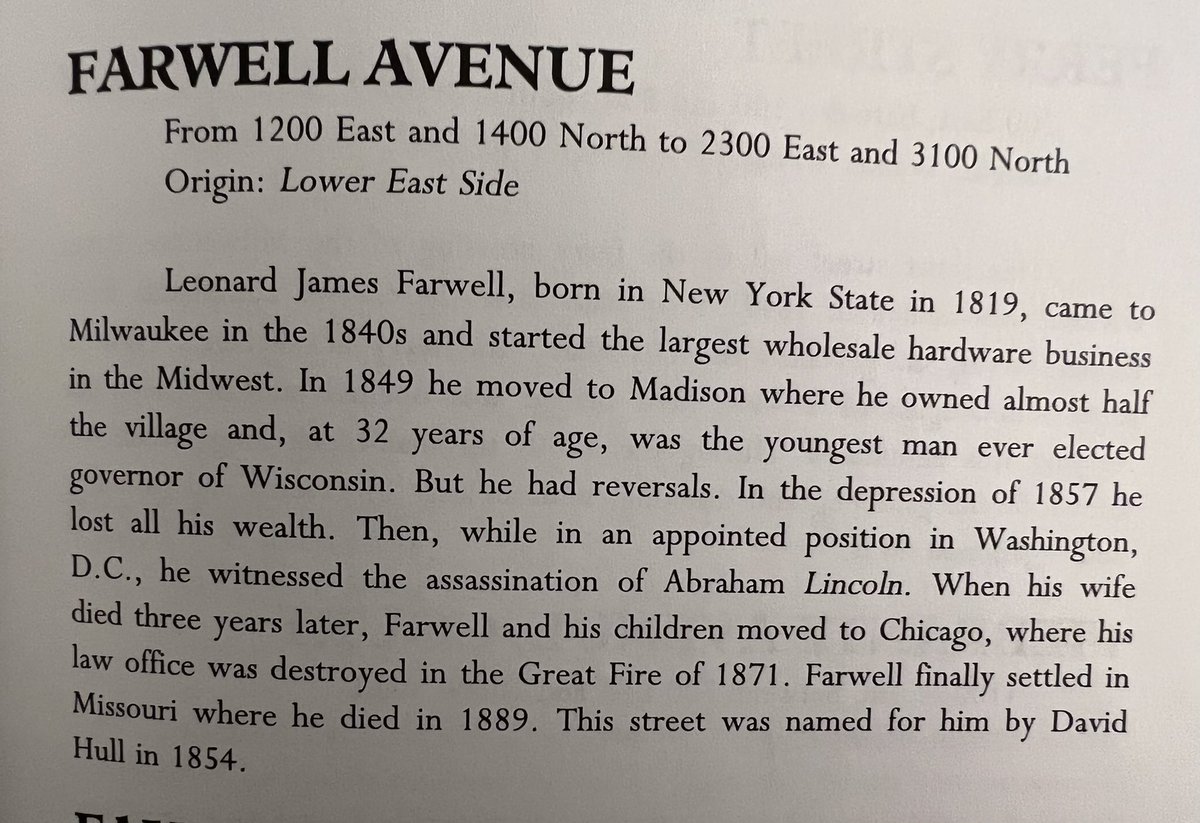 FARWELL AVENUE
From 1200 East and 1400 North to 2300 East and 3100 North
Origin: Lower East Side
Leonard James Farwell, born in New York State in 1819, came to
Milwaukee in the 1840s and started the largest wholesale hardware business
in the Midwest. In 1849 he moved to Madison where he owned almost half
the village and, at 32 years of age, was the youngest man ever elected
governor of Wisconsin. But he had reversals. In the depression of 1857 he
lost all his wealth. Then, while in an appointed position in Washington,
D.C., he witnessed the assassination of Abraham Lincoln. When his wife
died three years later, Farwell and his children moved to Chicago, where his
law office was destroyed in the Great Fire of 1871. Farwell finally settled in
Missouri where he died in 1889. This street was named for him by David
Hull in 1854.